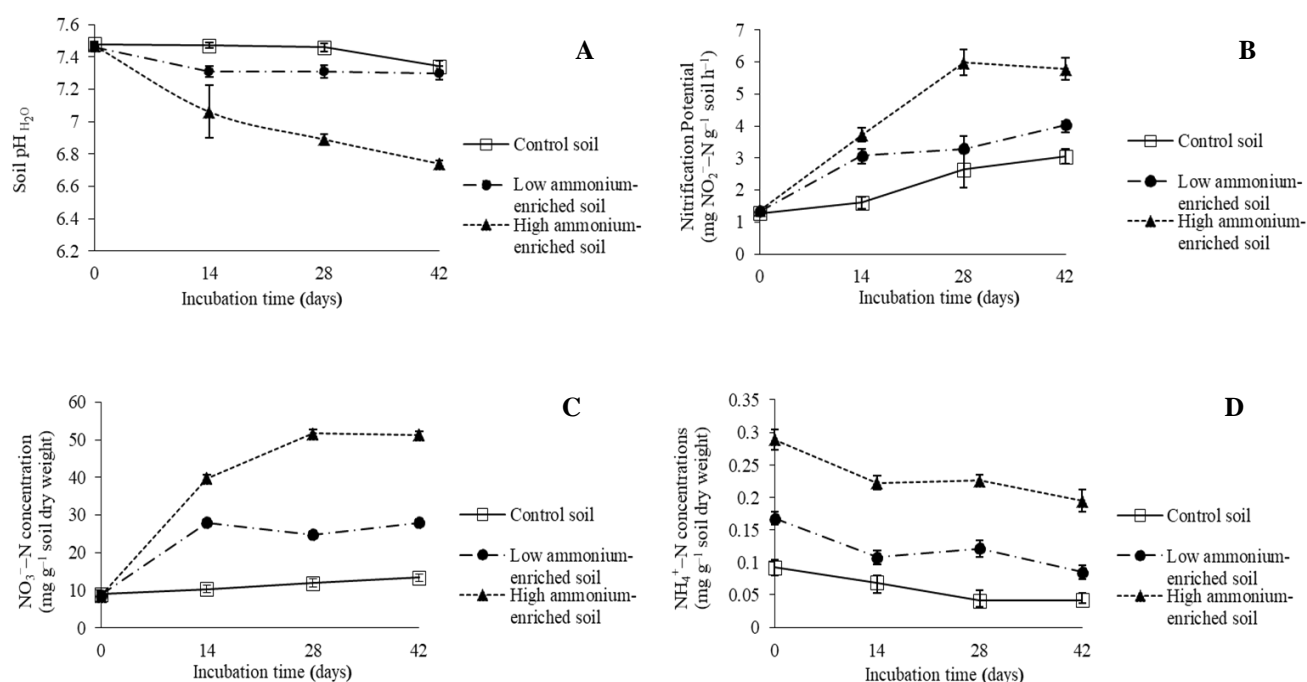 A
7.6
7.4
7.2
7
6.8
6.6
6.4
6.2
0 14 28 42
Soil pH H₂O
Incubation time (days)
Control soil
Low ammonium-
enriched soil
High ammonium-
enriched soil
B
7
6
5
4
3
2
1
0
0 14 28 42
Nitrification Potential
(mg NO₂⁻–N g⁻¹ soil h⁻¹)
Incubation time (days)
Control soil
Low ammonium-
enriched soil
High ammonium-
enriched soil
C
60
50
40
30
20
10
0
0 14 28 42
NO₃⁻–N concentration
(mg g⁻¹ soil dry weight)
Incubation time (days)
Control soil
Low ammonium-
enriched soil
High ammonium-
enriched soil
D
0.35
0.3
0.25
0.2
0.15
0.1
0.05
0
0 14 28 42
NH₄⁺–N concentrations
(mg g⁻¹ soil dry weight)
Incubation time (days)
Control soil
Low ammonium-
enriched soil
High ammonium-
enriched soil